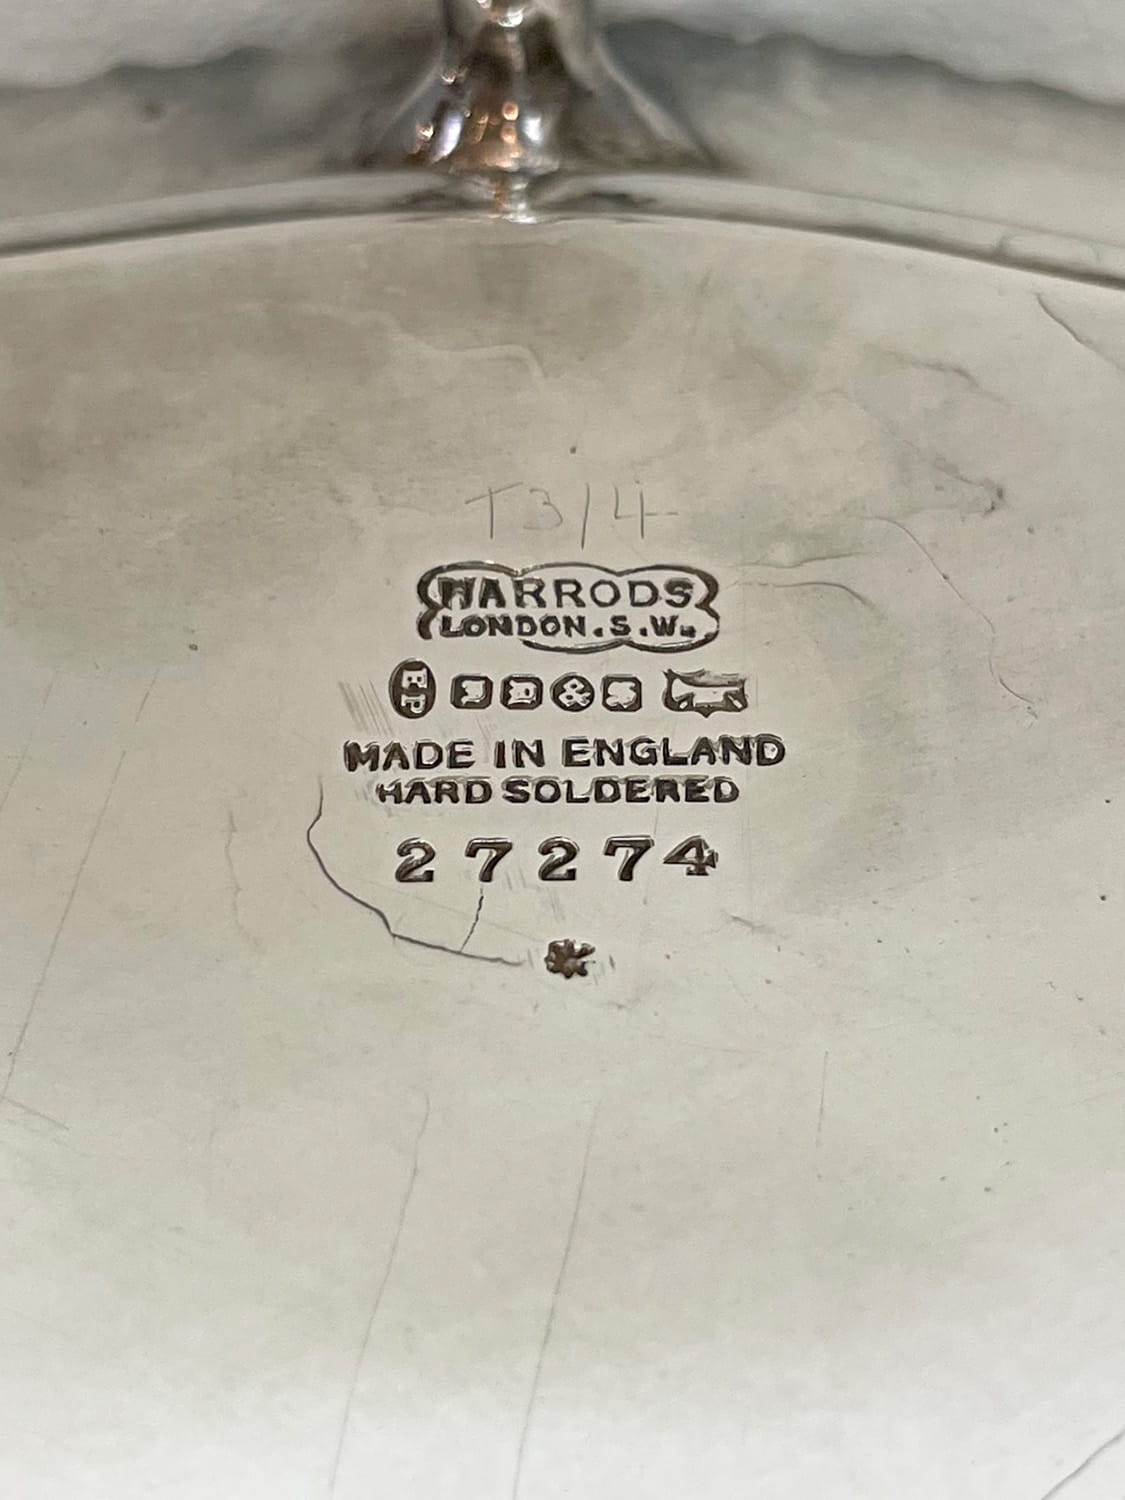 T3/4
HARRODS
LONDON.S.W.
EP J D & S
MADE IN ENGLAND
HARD SOLDERED
27274